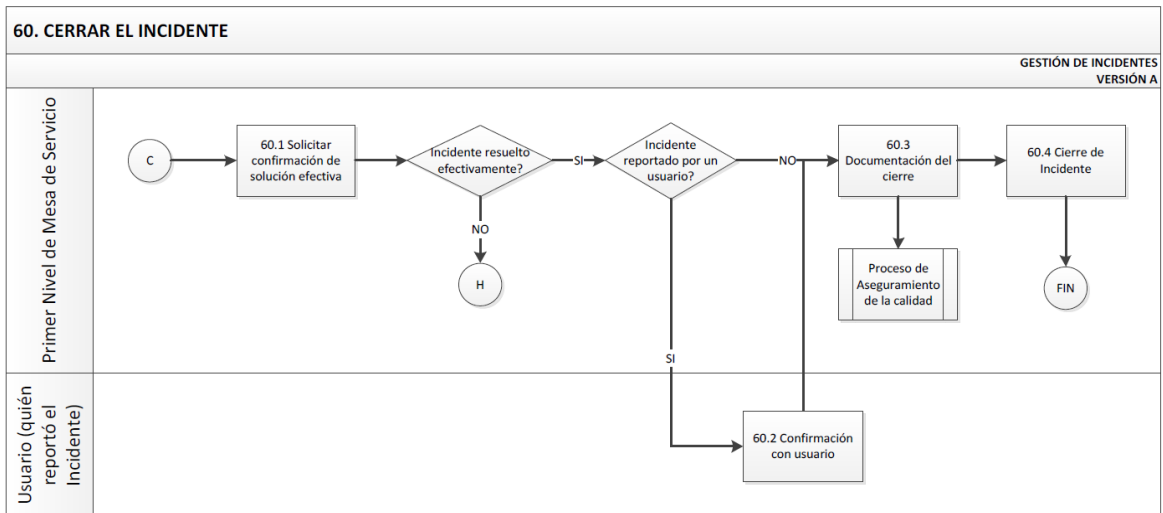 60. CERRAR EL INCIDENTE
GESTIÓN DE INCIDENTES
VERSIÓN A
Primer Nivel de Mesa de Servicio
C
60.1 Solicitar
confirmación de
solución efectiva
Incidente resuelto
efectivamente?
SI
Incidente
reportado por un
usuario?
NO
60.3
Documentación del
cierre
60.4 Cierre de
Incidente
NO
H
Proceso de
Aseguramiento
de la calidad
FIN
SI
Usuario (quién
reportó el
Incidente)
60.2 Confirmación
con usuario